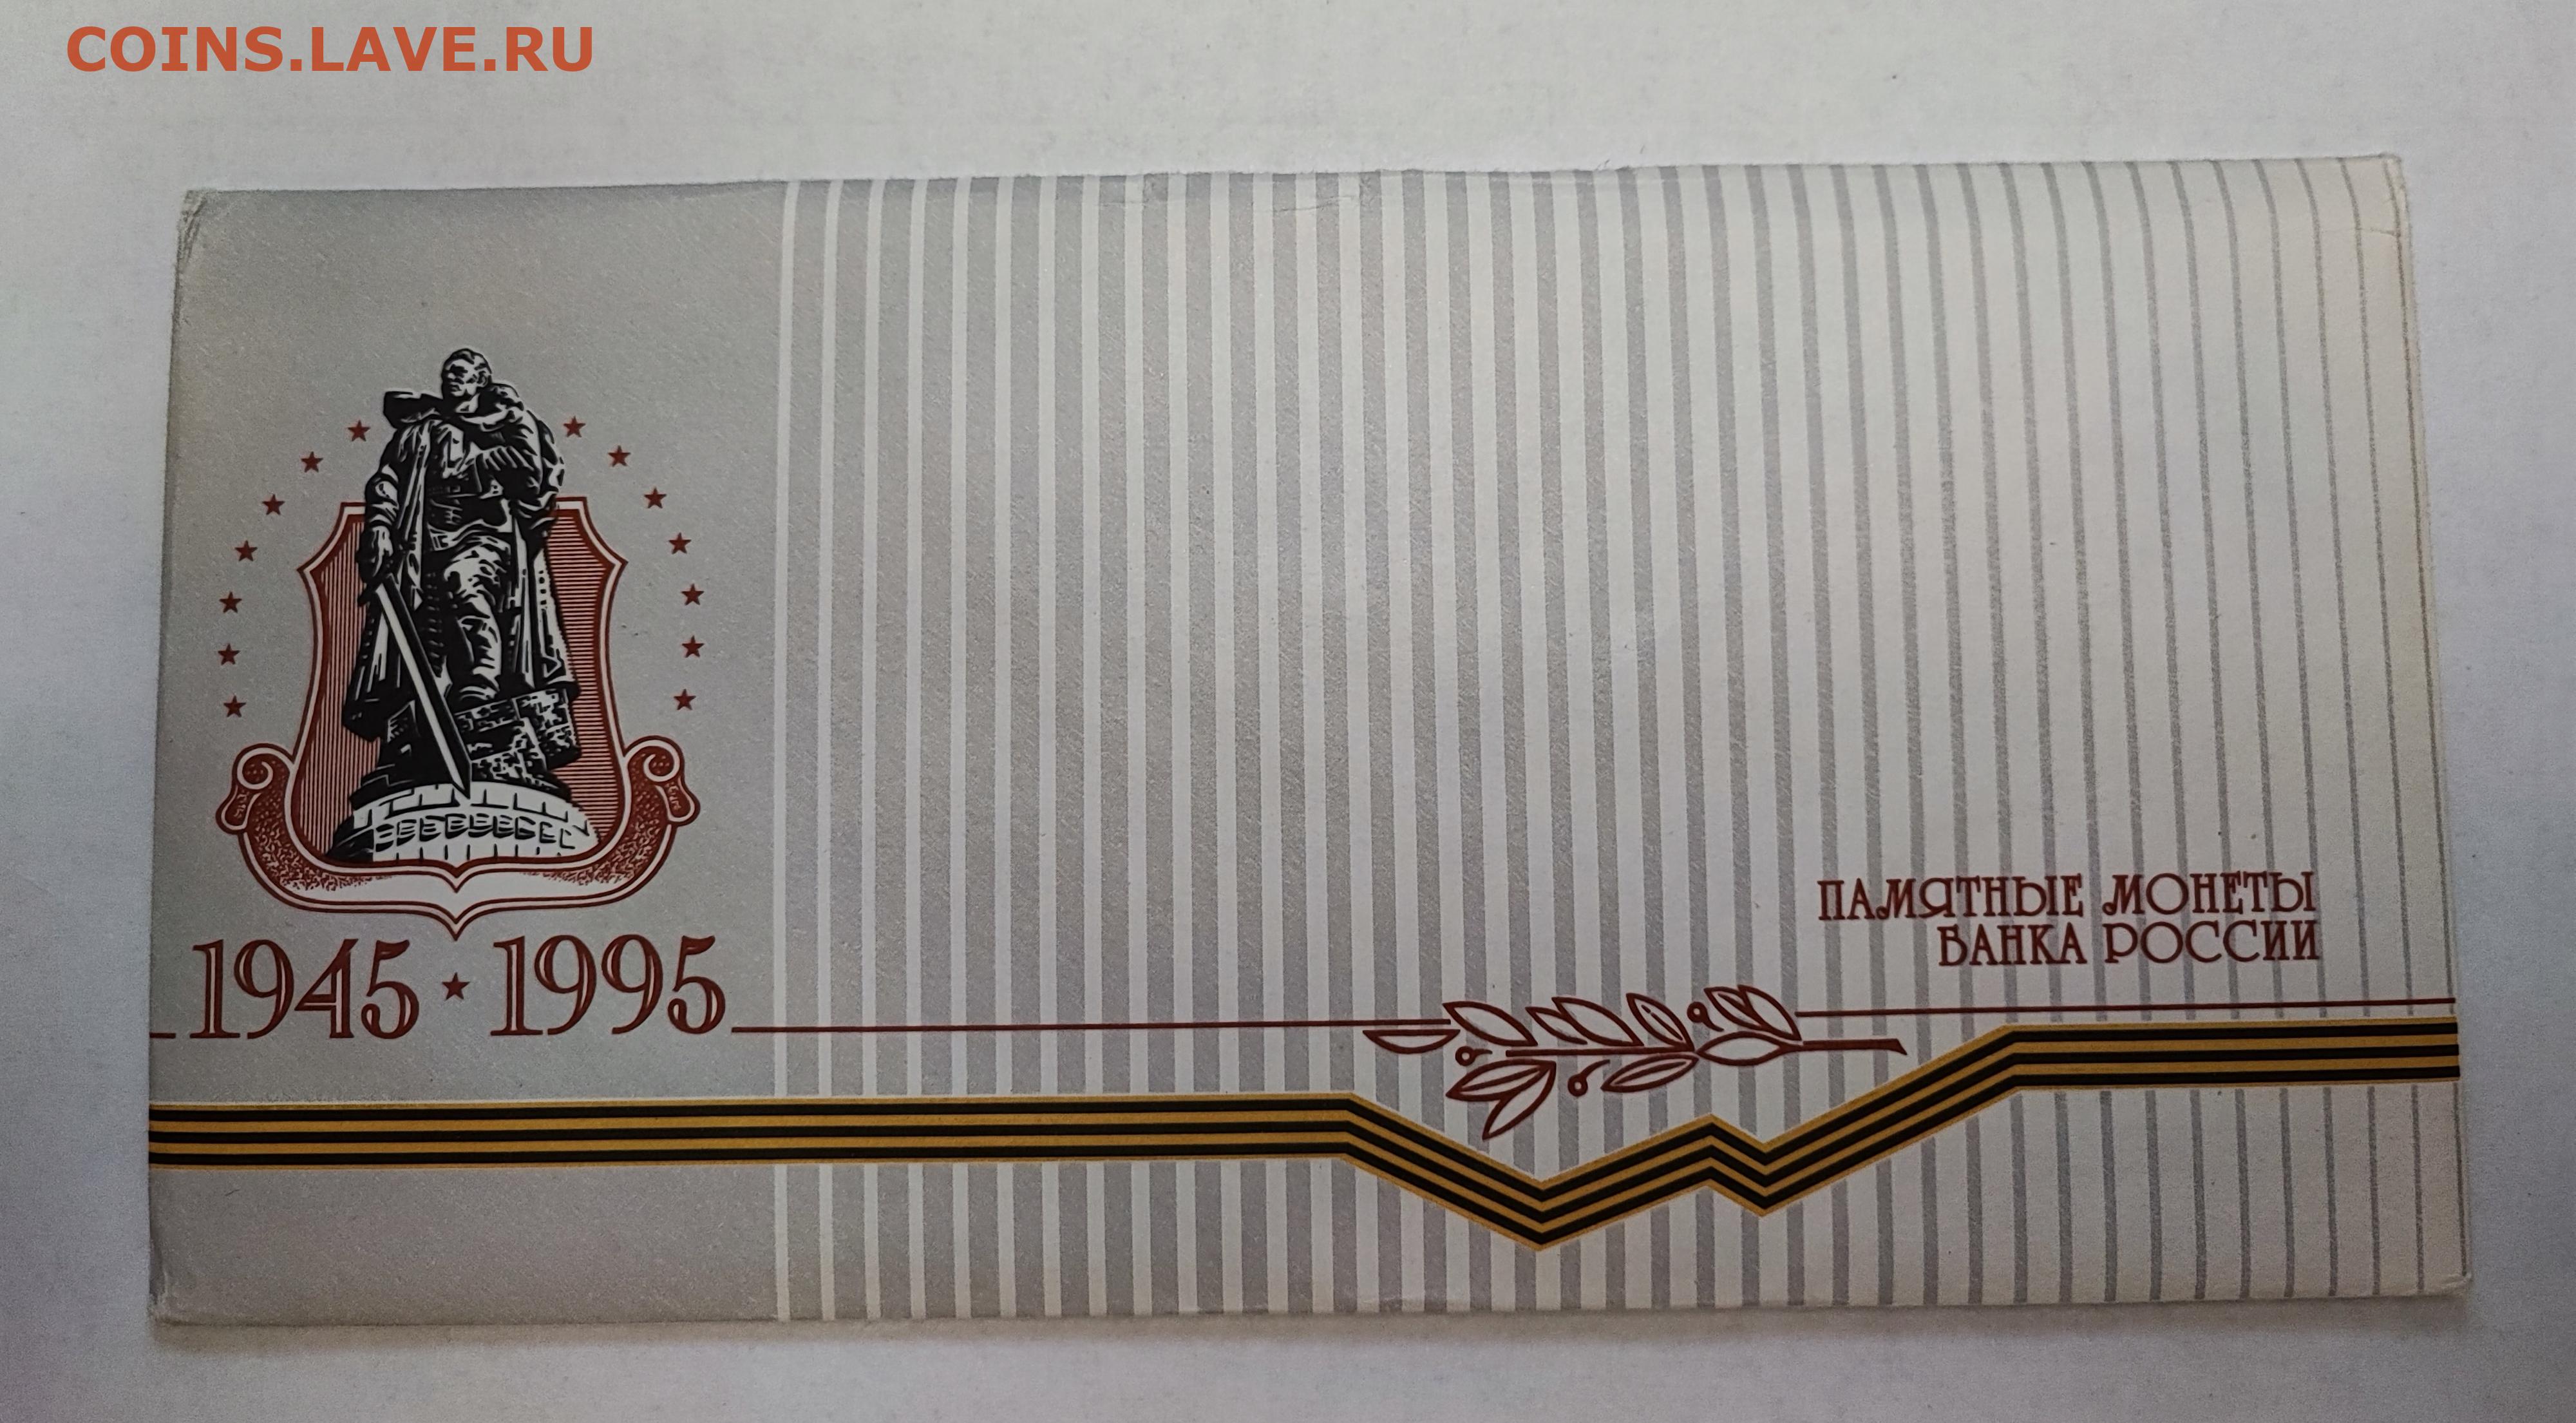 COINS.LAVE.RU
1945 ★ 1995
ПАМЯТНЫЕ МОНЕТЫ
БАНКА РОССИИ